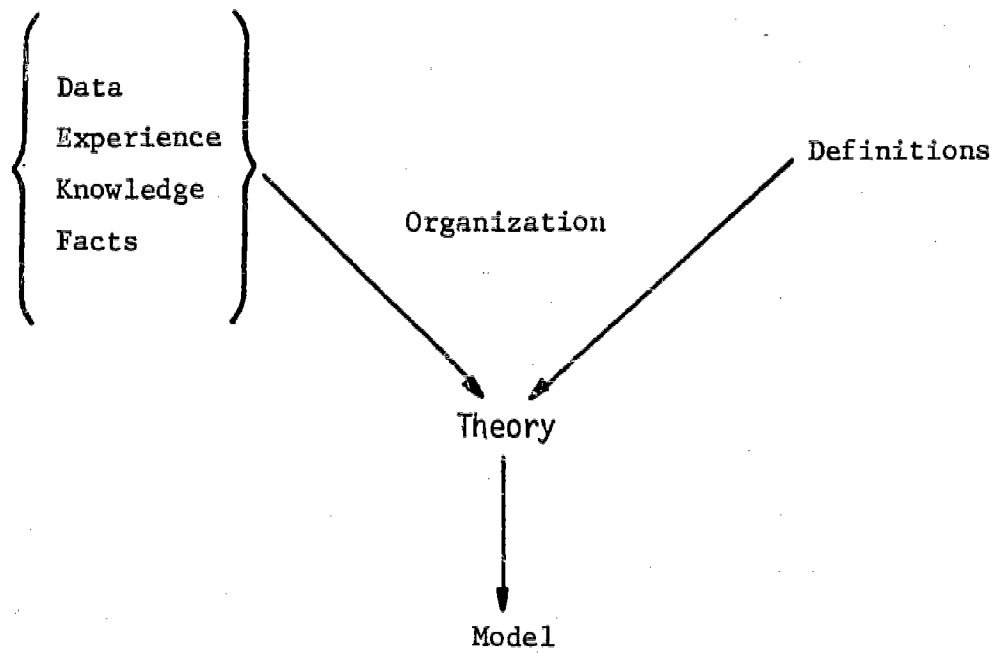 Data
Experience
Knowledge
Facts
Definitions
Organization
Theory
Model